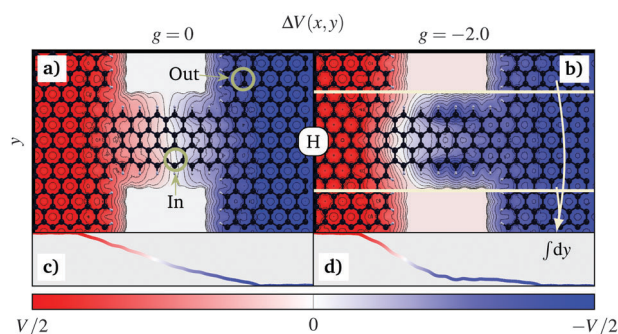 ΔV(x,y)
g = 0
g = −2.0
a)
Out
b)
y
H
In
∫dy
c)
d)
V/2
0
−V/2